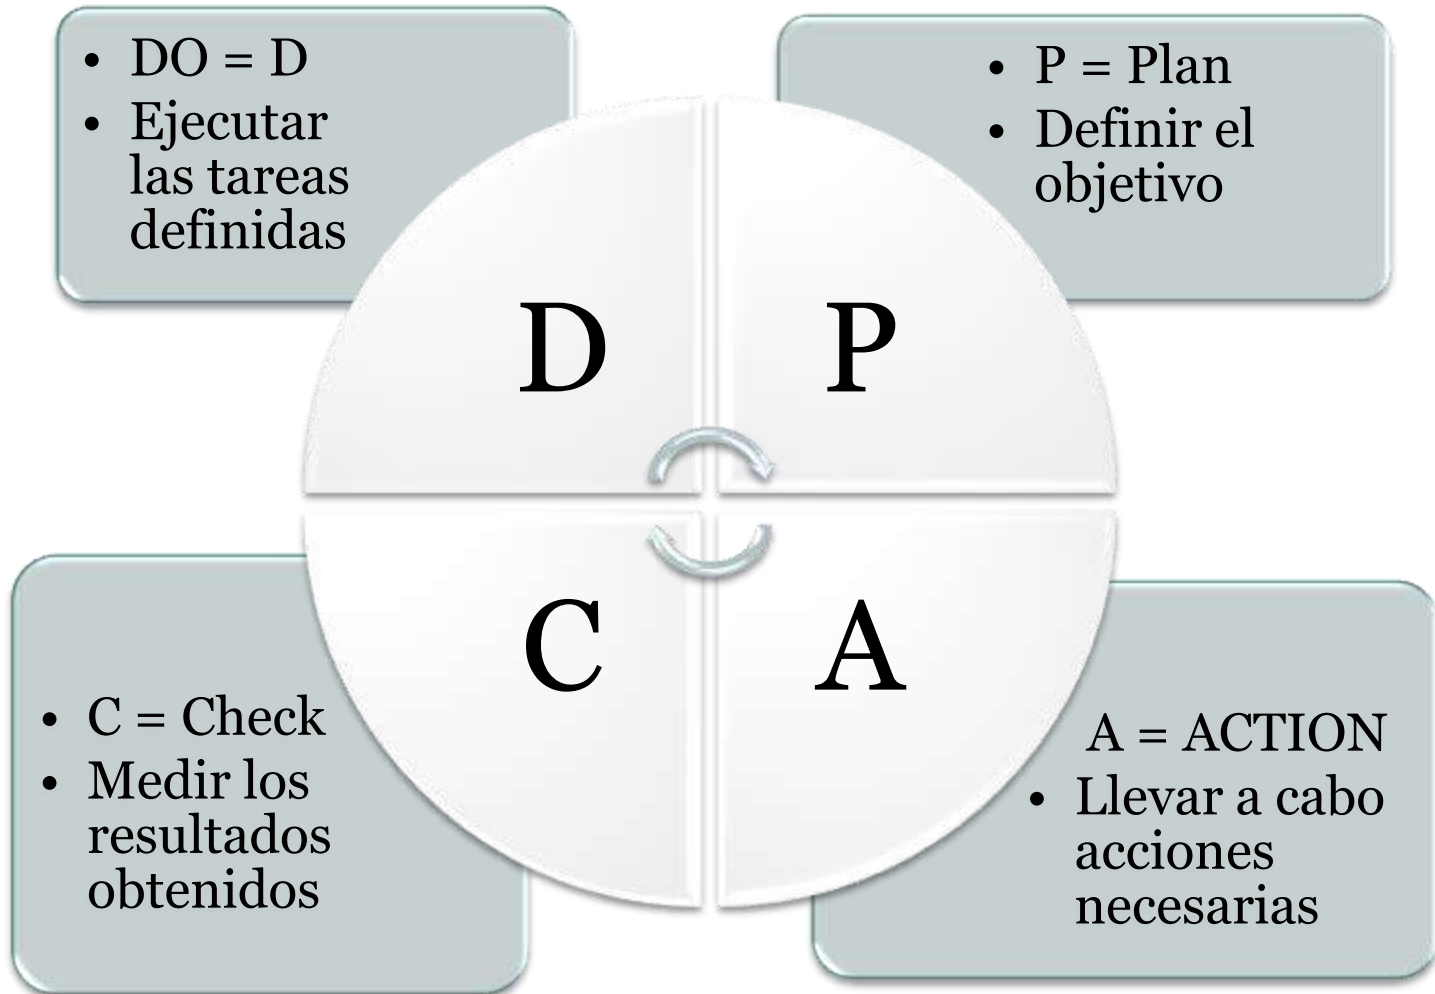 • DO = D
• Ejecutar
las tareas
definidas
• P = Plan
• Definir el
objetivo
D
P
C
A
• C = Check
• Medir los
resultados
obtenidos
A = ACTION
• Llevar a cabo
acciones
necesarias